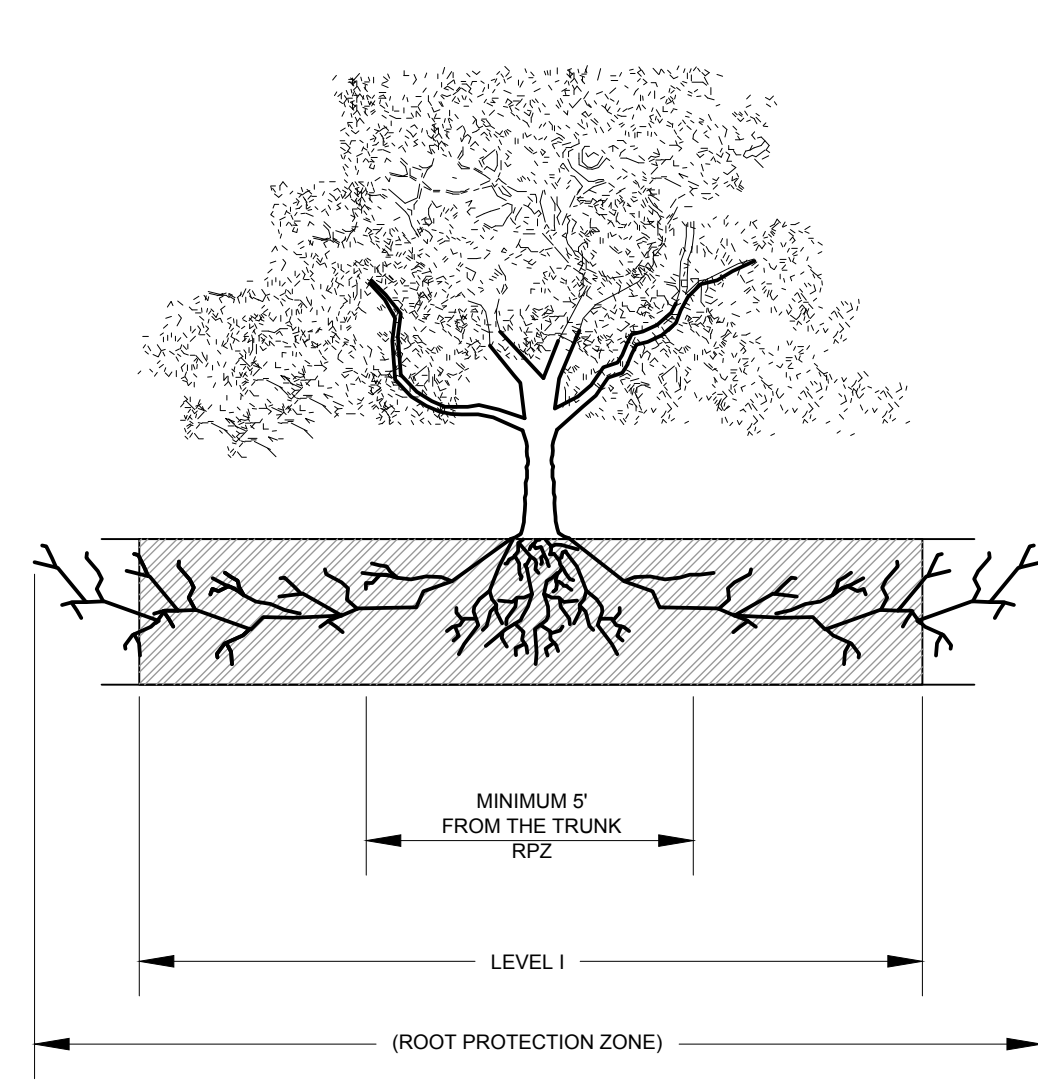 MINIMUM 5'
FROM THE TRUNK
RPZ
LEVEL I
(ROOT PROTECTION ZONE)